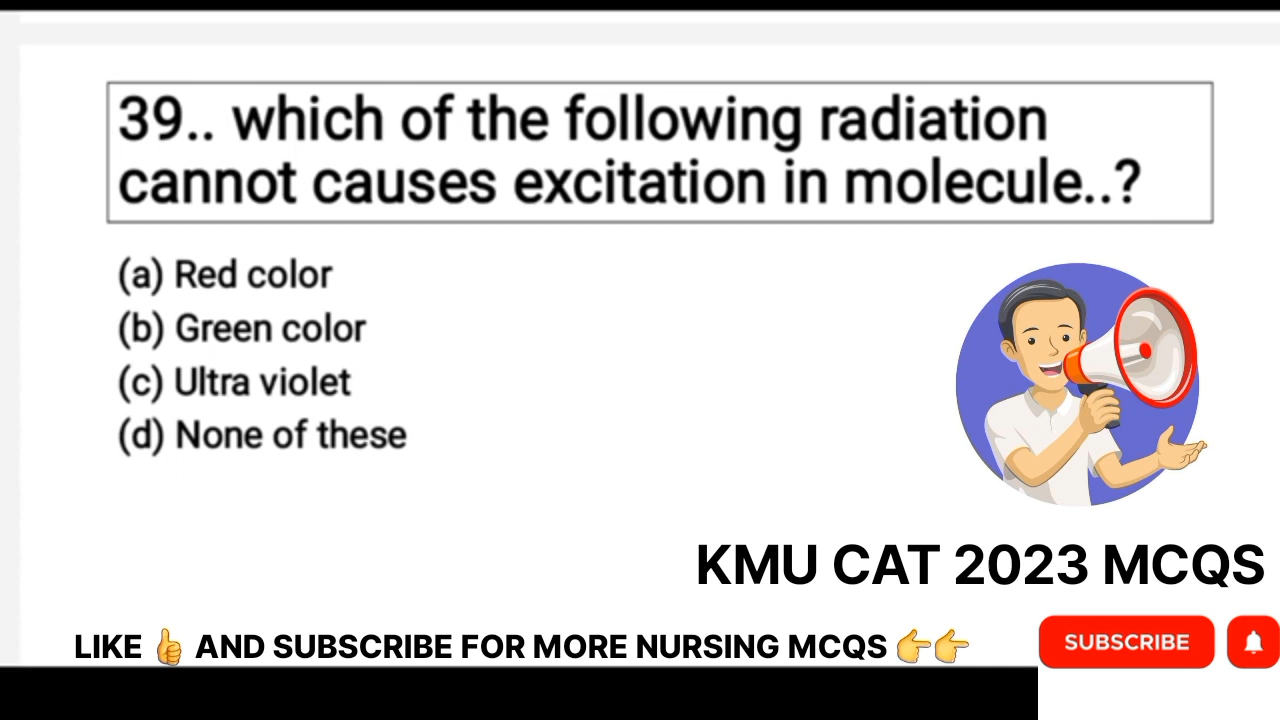 39.. which of the following radiation
cannot causes excitation in molecule..?
(a) Red color
(b) Green color
(c) Ultra violet
(d) None of these
KMU CAT 2023 MCQS
LIKE 👍 AND SUBSCRIBE FOR MORE NURSING MCQS 👉👉
SUBSCRIBE